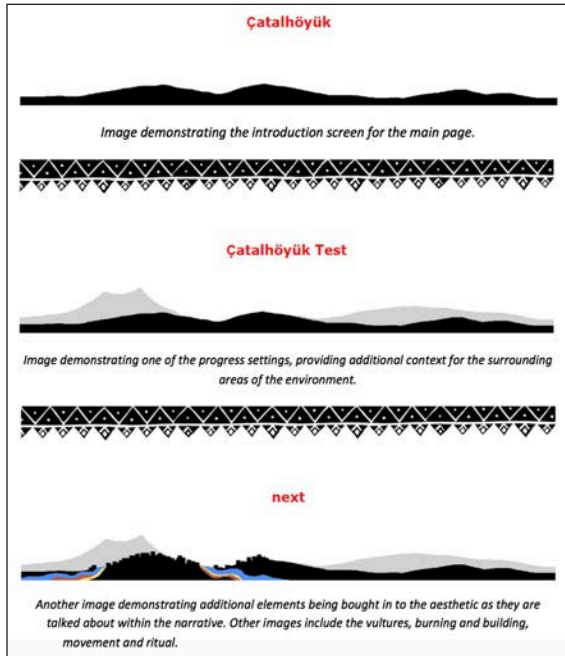 Çatalhöyük
Image demonstrating the introduction screen for the main page.
Çatalhöyük Test
Image demonstrating one of the progress settings, providing additional context for the surrounding
areas of the environment.
next
Another image demonstrating additional elements being bought in to the aesthetic as they are
talked about within the narrative. Other images include the vultures, burning and building,
movement and ritual.